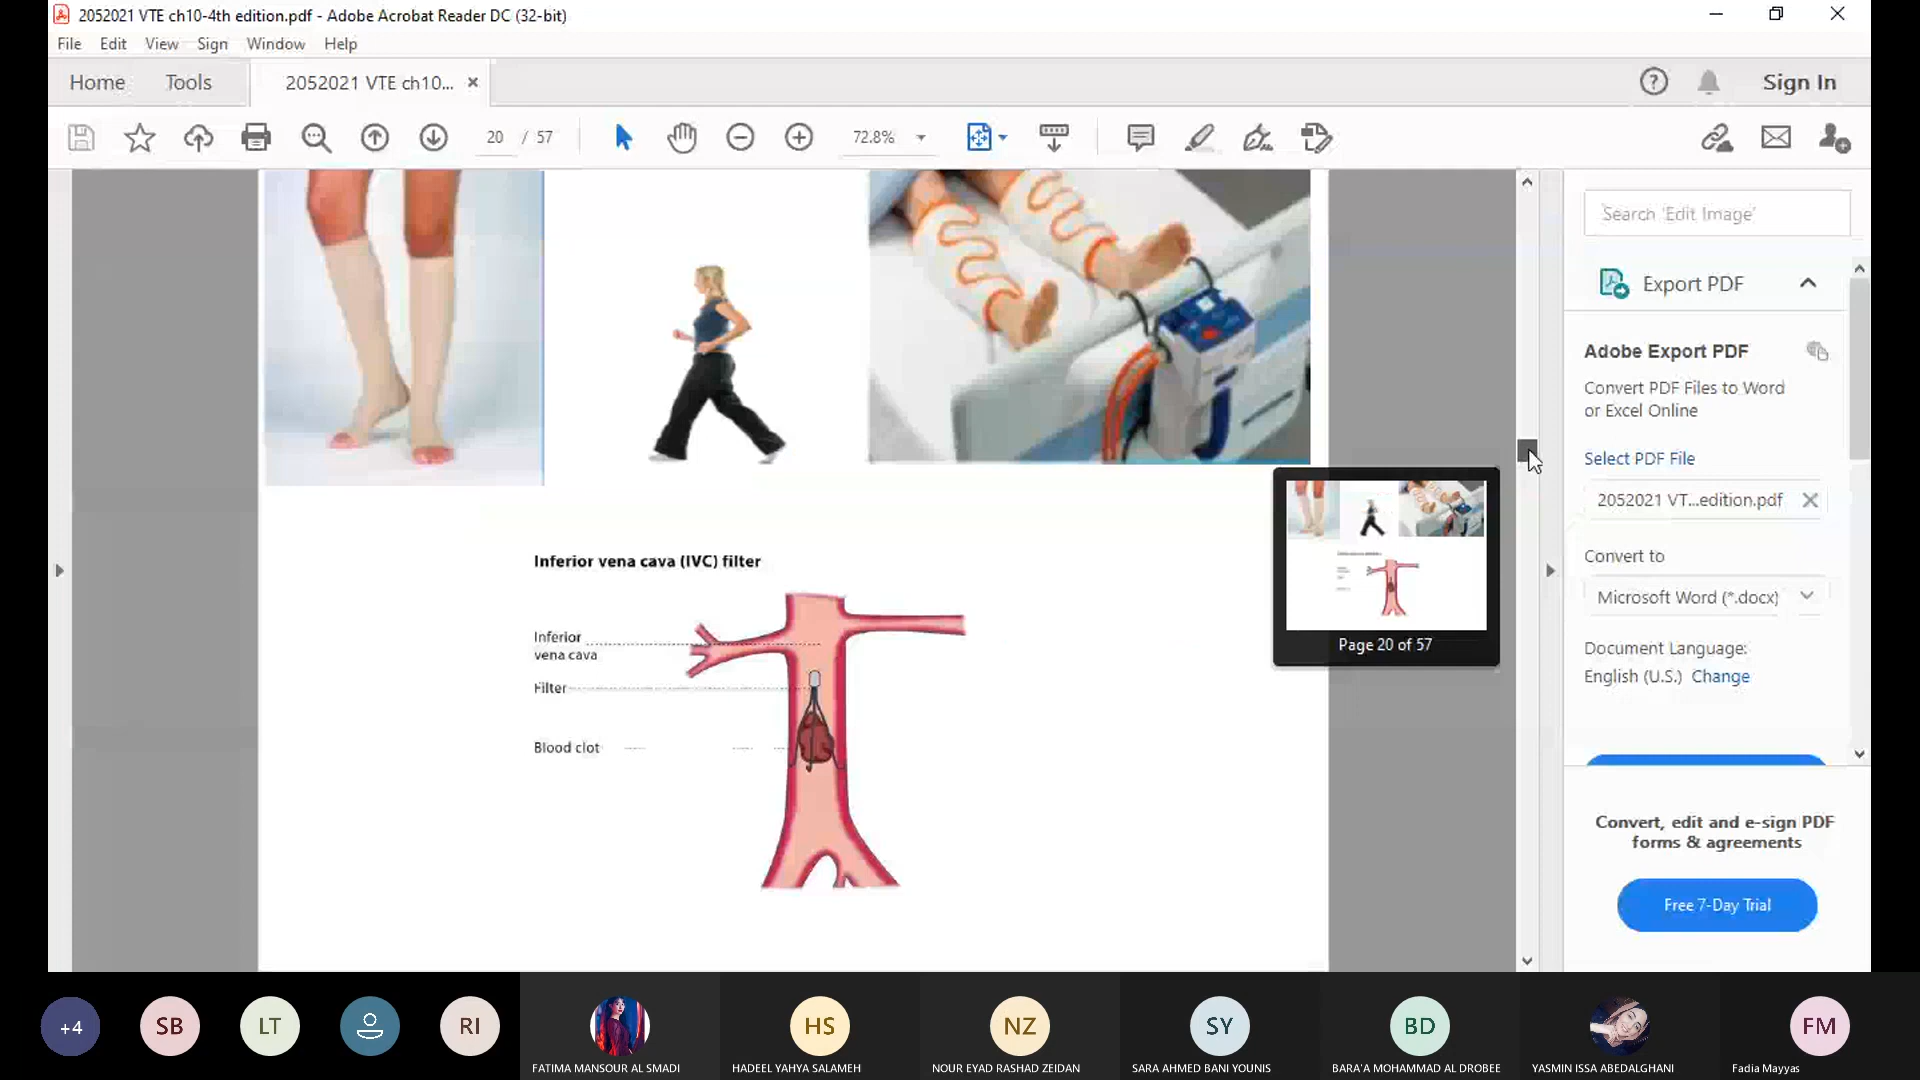 2052021 VTE ch10-4th edition.pdf - Adobe Acrobat Reader DC (32-bit)
File Edit View Sign Window Help
Home Tools 2052021 VTE ch10... Sign In
20 / 57 72.8%
Search 'Edit Image'
Export PDF
Adobe Export PDF
Convert PDF Files to Word
or Excel Online
Select PDF File
2052021 VT...edition.pdf
Convert to
Microsoft Word (*.docx)
Document Language:
English (U.S.) Change
Convert, edit and e-sign PDF
forms & agreements
Free 7-Day Trial
Inferior vena cava (IVC) filter
Inferior
vena cava
Filter
Blood clot
Page 20 of 57
+4 SB LT RI HS NZ SY BD FM
FATIMA MANSOUR AL SMADI HADEEL YAHYA SALAMEH NOUR EYAD RASHAD ZEIDAN SARA AHMED BANI YOUNIS BARA'A MOHAMMAD AL DROBEE YASMIN ISSA ABEDALGHANI Fadia Mayyas